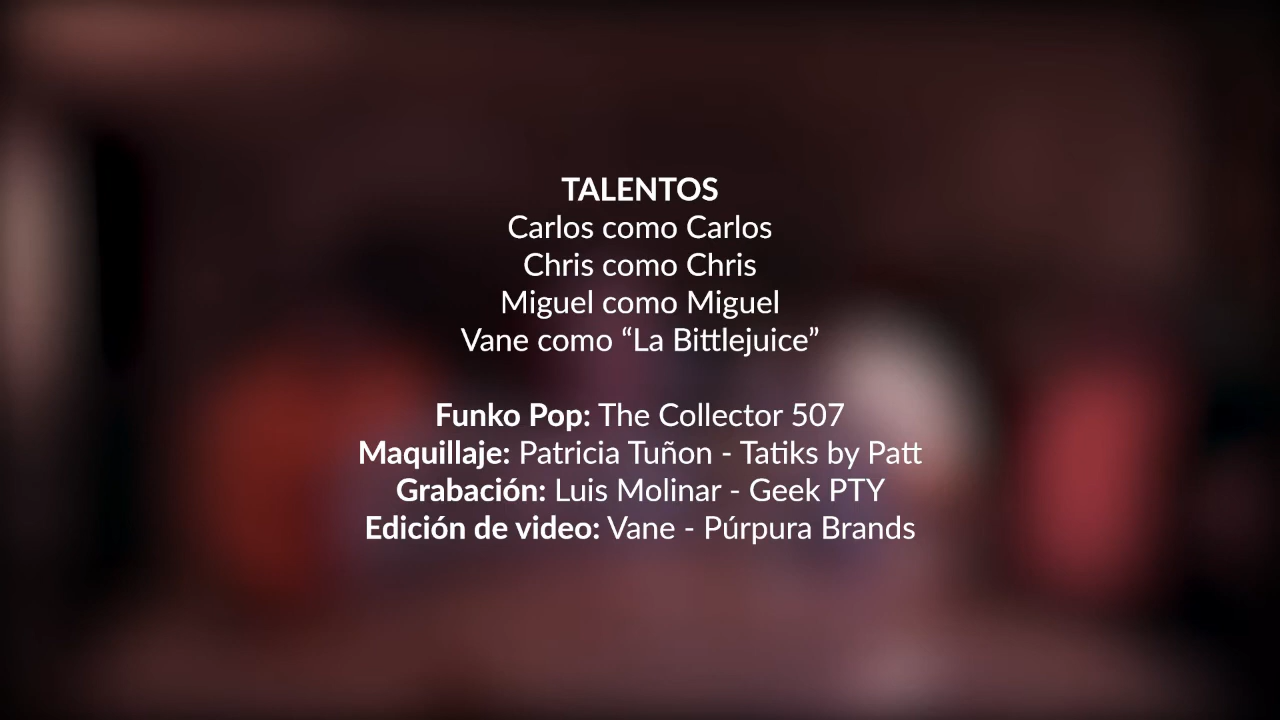 TALENTOS
Carlos como Carlos
Chris como Chris
Miguel como Miguel
Vane como “La Bittlejuice”
Funko Pop: The Collector 507
Maquillaje: Patricia Tuñon - Tatiks by Patt
Grabación: Luis Molinar - Geek PTY
Edición de video: Vane - Púrpura Brands